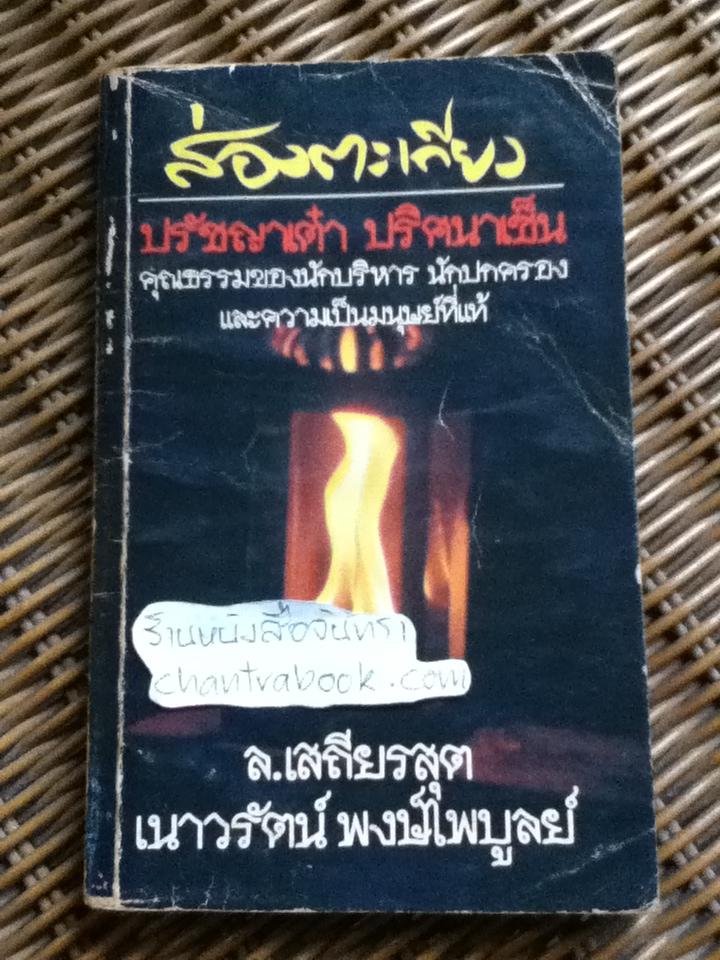 ส่องตะเกียง
ปรัชญาเต๋า ปริศนาเซ็น
คุณธรรมของนักบริหาร นักปกครอง
และความเป็นมนุษย์ที่แท้
ร้านหนังสือจันทรา
chantrabook.com
ล.เสถียรสุต
เนาวรัตน์ พงษ์ไพบูลย์